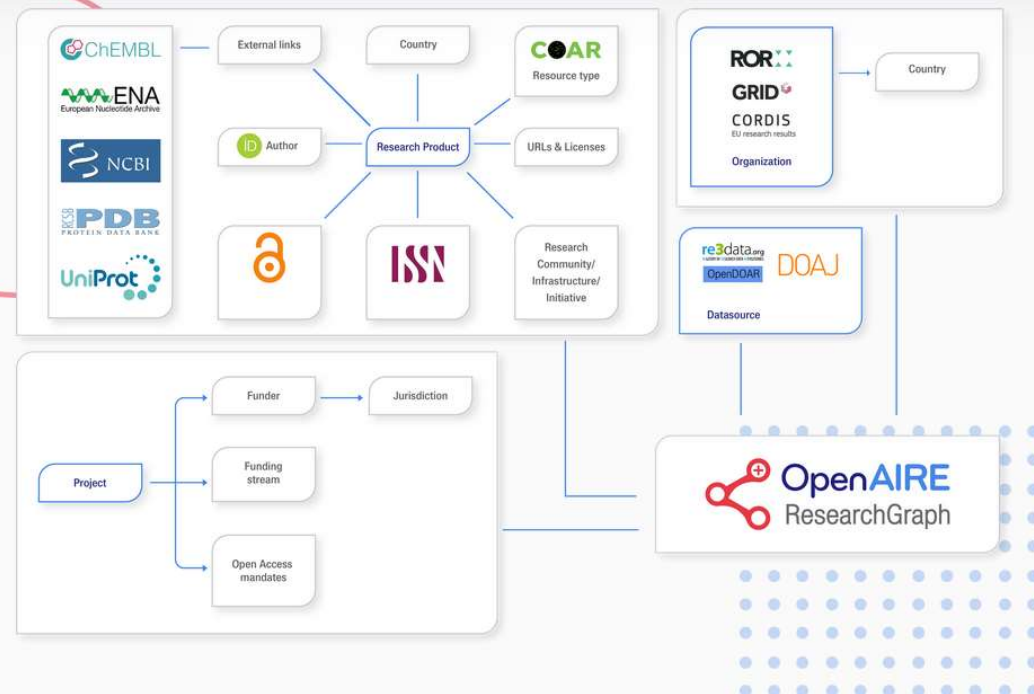 ChEMBL
ENA
European Nucleotide Archive
NCBI
RCSB
PDB
PROTEIN DATA BANK
UniProt
External links
Country
COAR
Resource type
iD Author
Research Product
URLs & Licenses
ISSN
Research
Community/
Infrastructure/
Initiative
ROR
GRID
CORDIS
EU research results
Organization
Country
re3data.org
OpenDOAR
DOAJ
Datasource
Project
Funder
Jurisdiction
Funding
stream
Open Access
mandates
OpenAIRE
ResearchGraph